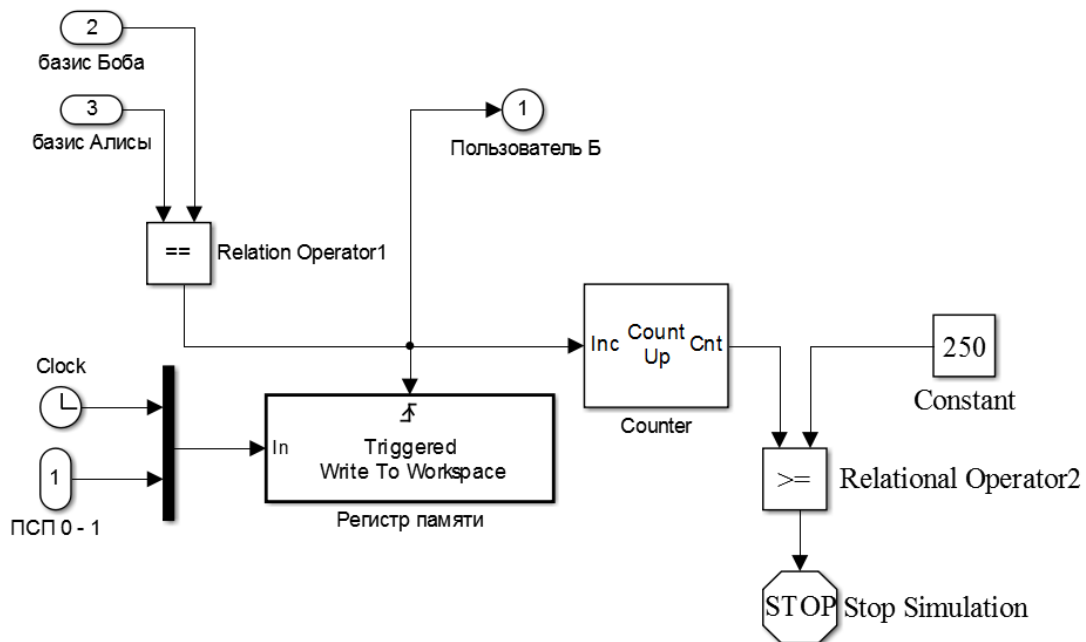 2
базис Боба
3
базис Алисы
1
Пользователь Б
==
Relation Operator1
Inc
Count
Up
Cnt
Counter
250
Constant
Clock
1
ПСП 0 - 1
In
Triggered
Write To Workspace
Регистр памяти
>=
Relational Operator2
STOP
Stop Simulation